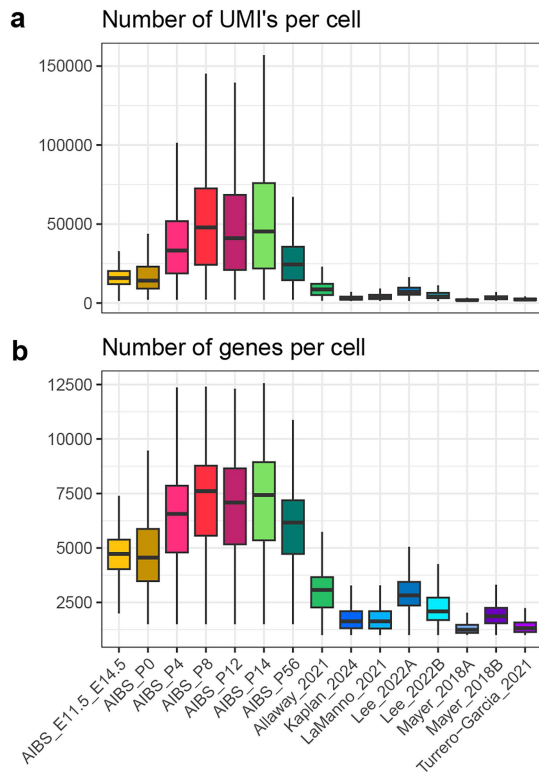 a
Number of UMI's per cell
150000
100000
50000
0
b
Number of genes per cell
12500
10000
7500
5000
2500
AIBS_E11.5_E14.5
AIBS_P0
AIBS_P4
AIBS_P8
AIBS_P12
AIBS_P14
AIBS_P56
Allaway_2021
Kaplan_2024
LaManno_2021
Lee_2022A
Lee_2022B
Mayer_2018A
Mayer_2018B
Turrero−Garcia_2021